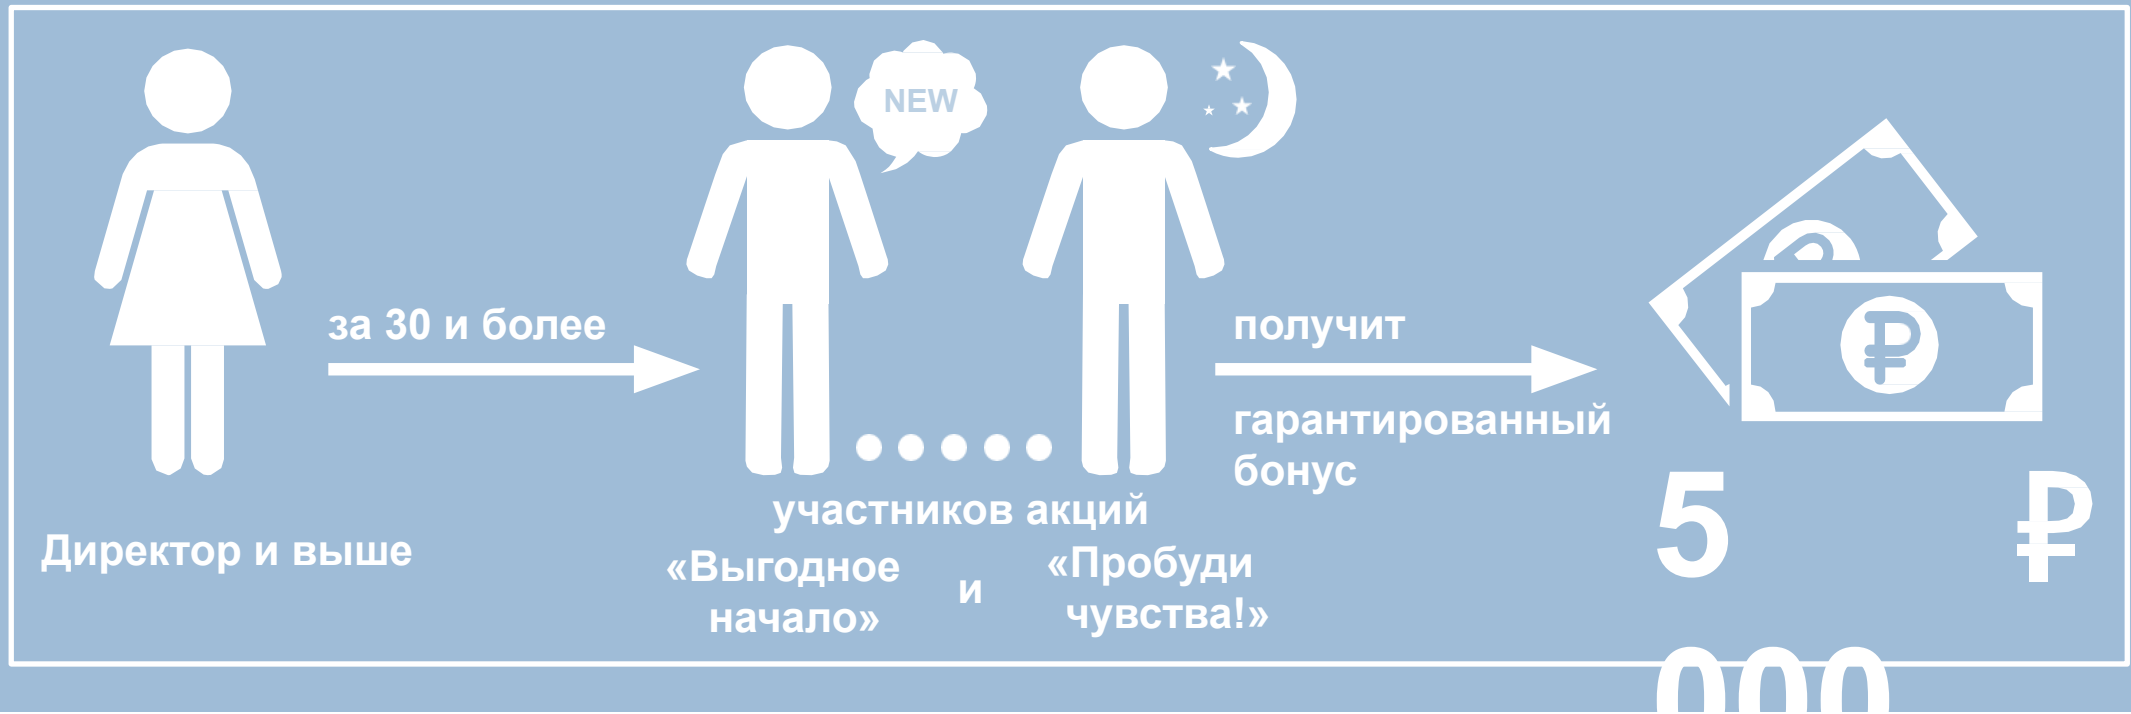 NEW
за 30 и более
получит
гарантированный
бонус
участников акций
«Выгодное
начало»
и
«Пробуди
чувства!»
Директор и выше
5 ₽
000